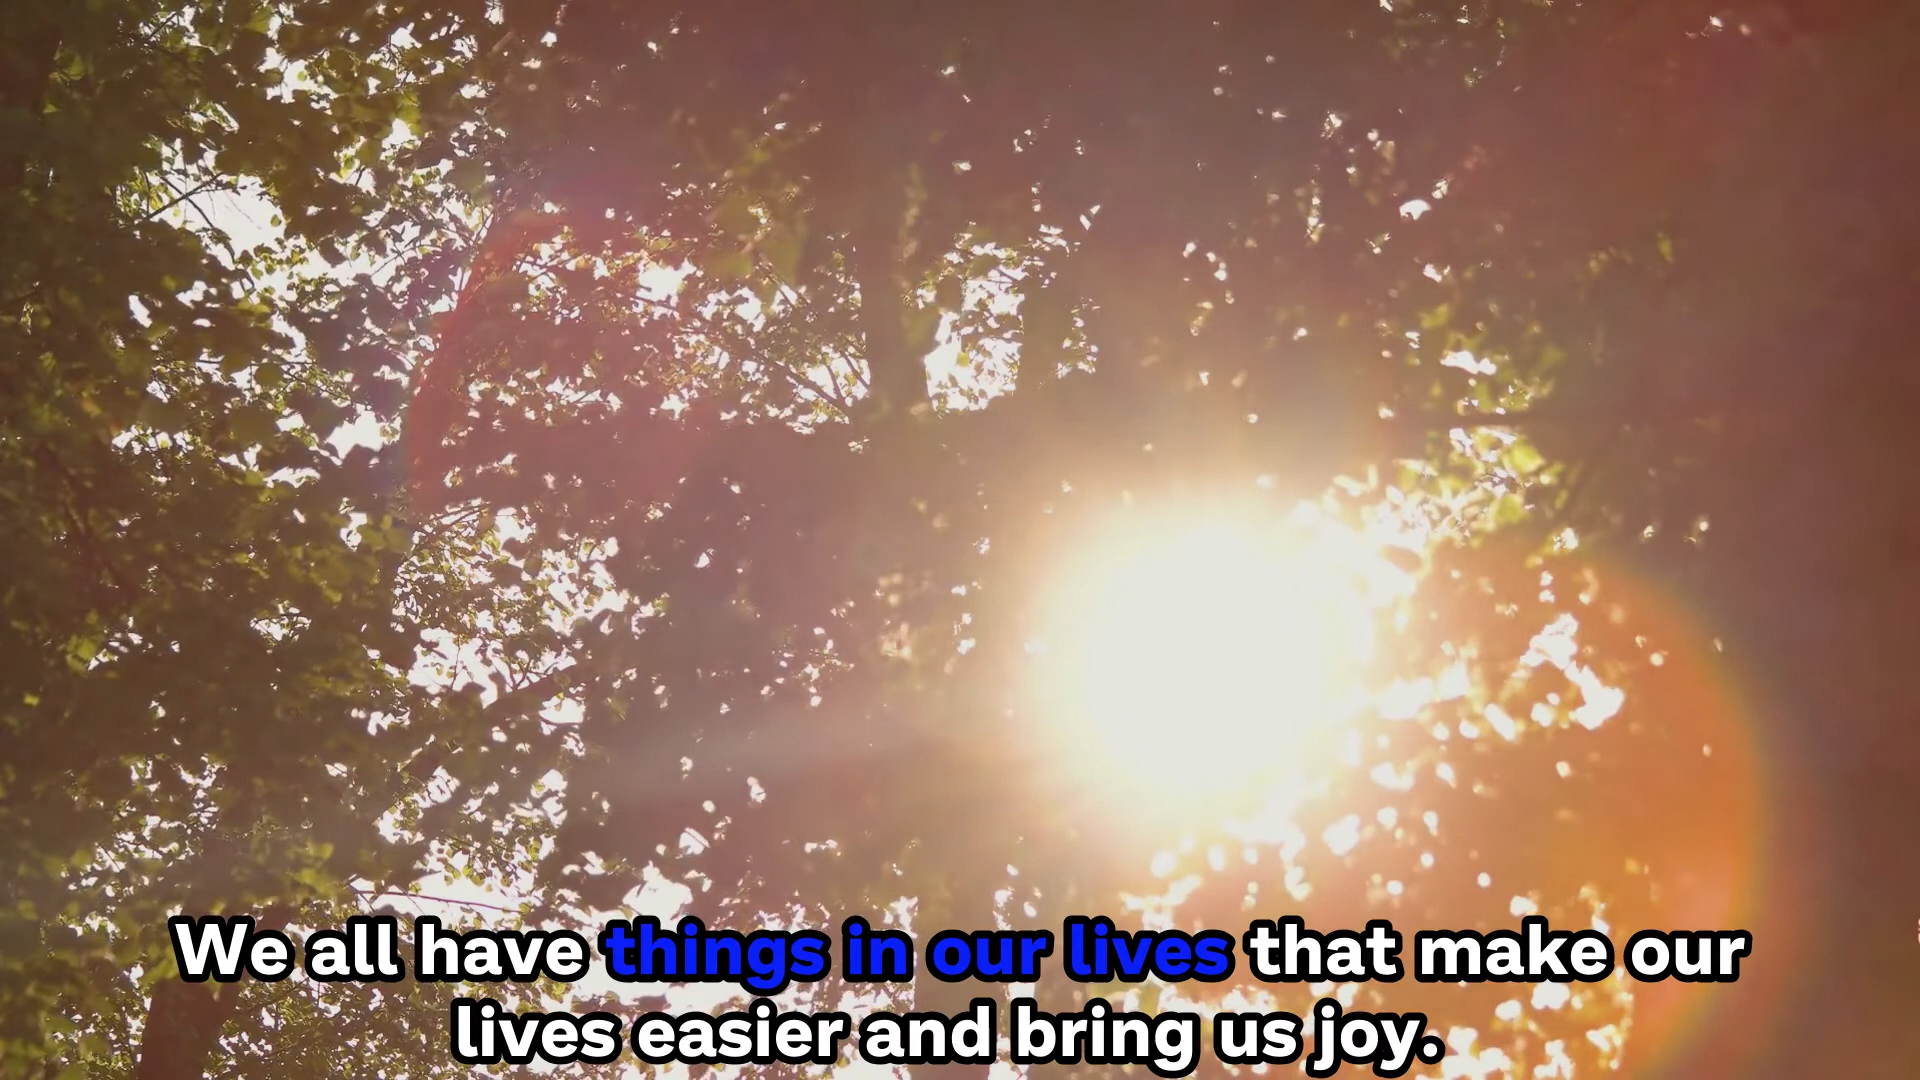 We all have things in our lives that make our
lives easier and bring us joy.